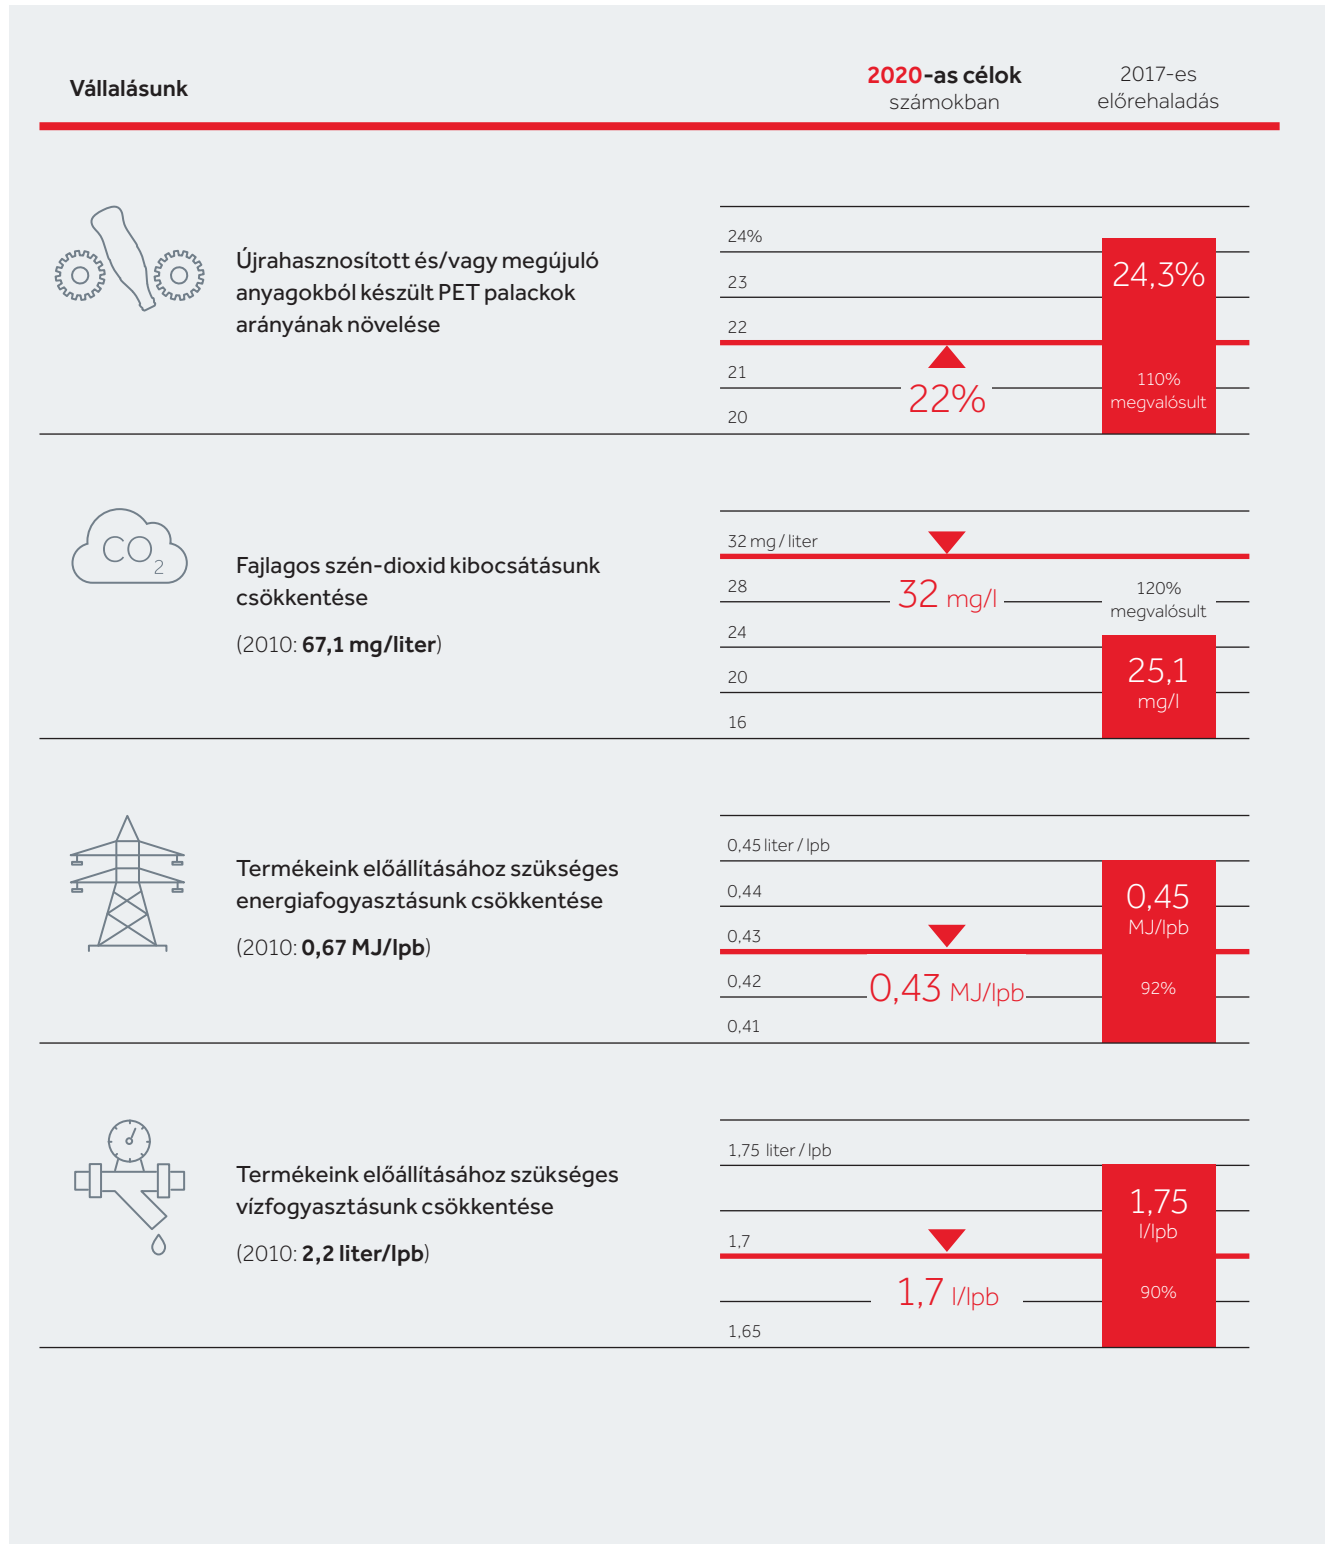 Vállalásunk
2020-as célok
számokban
2017-es
előrehaladás
Újrahasznosított és/vagy megújuló
anyagokból készült PET palackok
arányának növelése
24%
23
22
21
20
22%
24,3%
110%
megvalósult
CO2
Fajlagos szén-dioxid kibocsátásunk
csökkentése
(2010: 67,1 mg/liter)
32 mg / liter
28
24
20
16
32 mg/l
120%
megvalósult
25,1
mg/l
Termékeink előállításához szükséges
energiafogyasztásunk csökkentése
(2010: 0,67 MJ/lpb)
0,45 liter / lpb
0,44
0,43
0,42
0,41
0,43 MJ/lpb
0,45
MJ/lpb
92%
Termékeink előállításához szükséges
vízfogyasztásunk csökkentése
(2010: 2,2 liter/lpb)
1,75 liter / lpb
1,7
1,65
1,7 l/lpb
1,75
l/lpb
90%